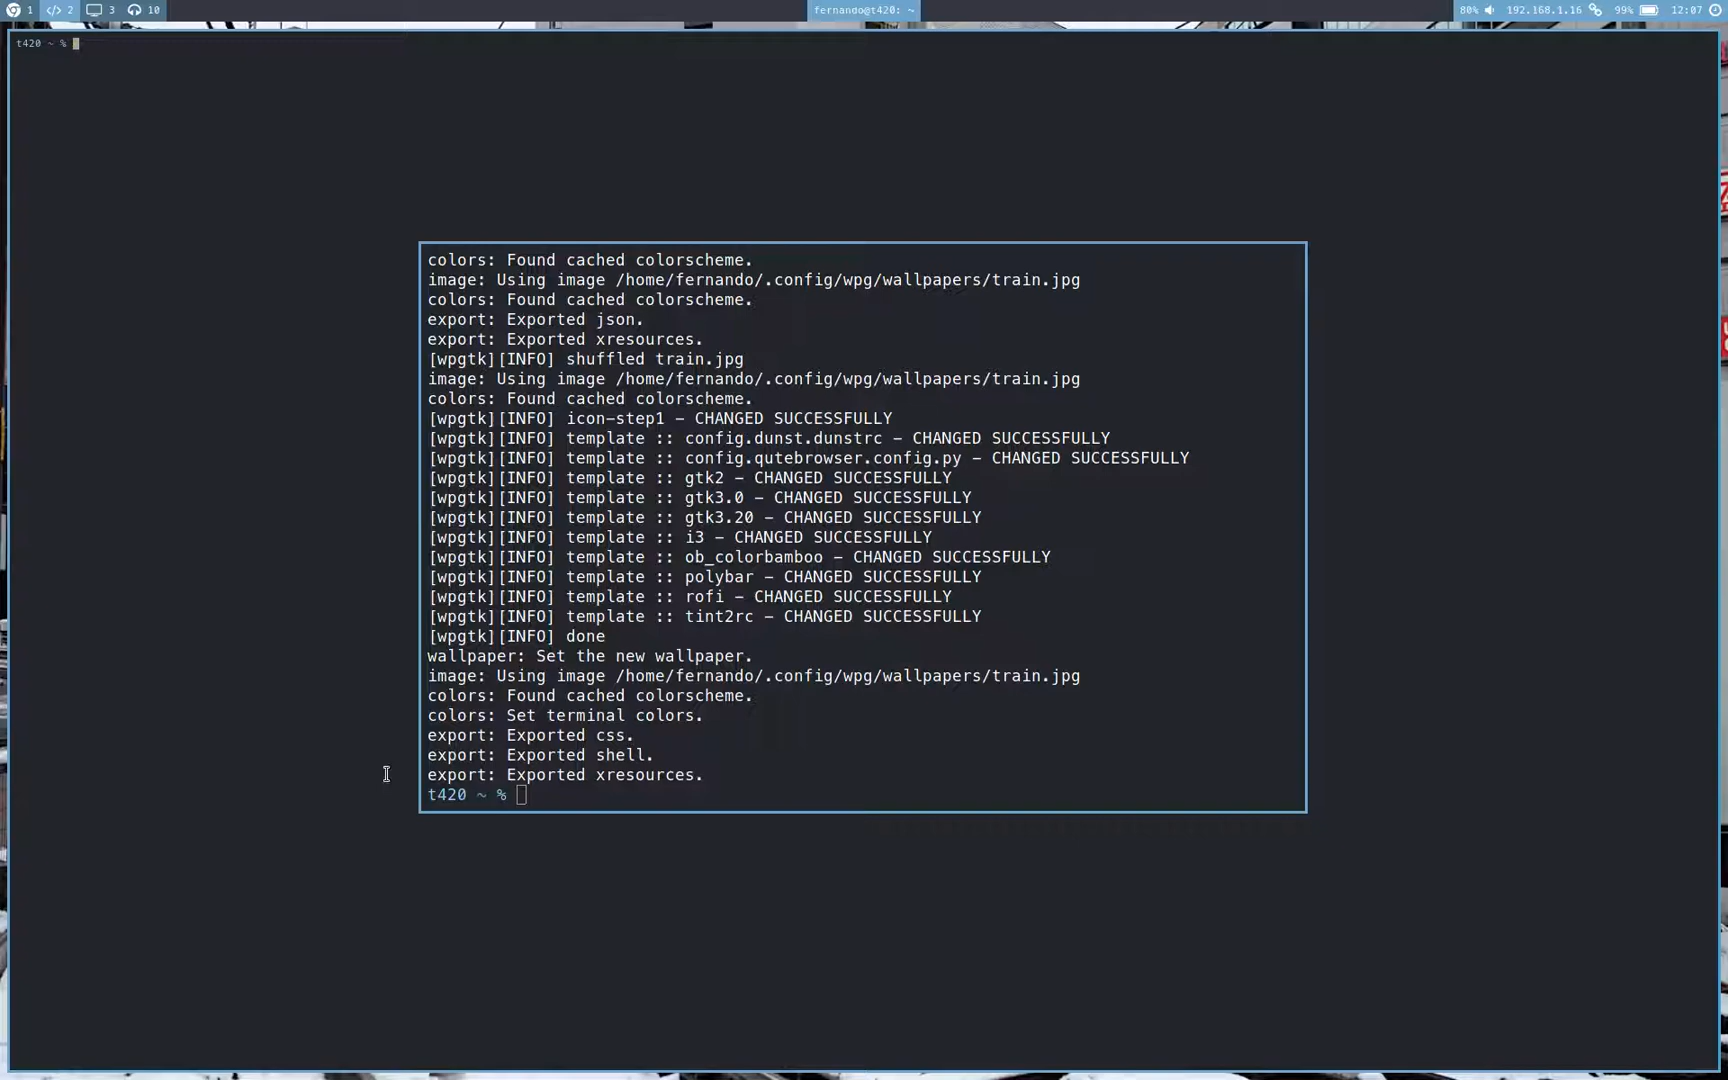 1 </> 2 3 10 fernando@t420: ~ 80% 192.168.1.16 99% 12:07
t420 ~ %
colors: Found cached colorscheme.
image: Using image /home/fernando/.config/wpg/wallpapers/train.jpg
colors: Found cached colorscheme.
export: Exported json.
export: Exported xresources.
[wpgtk][INFO] shuffled train.jpg
image: Using image /home/fernando/.config/wpg/wallpapers/train.jpg
colors: Found cached colorscheme.
[wpgtk][INFO] icon-step1 - CHANGED SUCCESSFULLY
[wpgtk][INFO] template :: config.dunst.dunstrc - CHANGED SUCCESSFULLY
[wpgtk][INFO] template :: config.qutebrowser.config.py - CHANGED SUCCESSFULLY
[wpgtk][INFO] template :: gtk2 - CHANGED SUCCESSFULLY
[wpgtk][INFO] template :: gtk3.0 - CHANGED SUCCESSFULLY
[wpgtk][INFO] template :: gtk3.20 - CHANGED SUCCESSFULLY
[wpgtk][INFO] template :: i3 - CHANGED SUCCESSFULLY
[wpgtk][INFO] template :: ob_colorbamboo - CHANGED SUCCESSFULLY
[wpgtk][INFO] template :: polybar - CHANGED SUCCESSFULLY
[wpgtk][INFO] template :: rofi - CHANGED SUCCESSFULLY
[wpgtk][INFO] template :: tint2rc - CHANGED SUCCESSFULLY
[wpgtk][INFO] done
wallpaper: Set the new wallpaper.
image: Using image /home/fernando/.config/wpg/wallpapers/train.jpg
colors: Found cached colorscheme.
colors: Set terminal colors.
export: Exported css.
export: Exported shell.
export: Exported xresources.
t420 ~ %